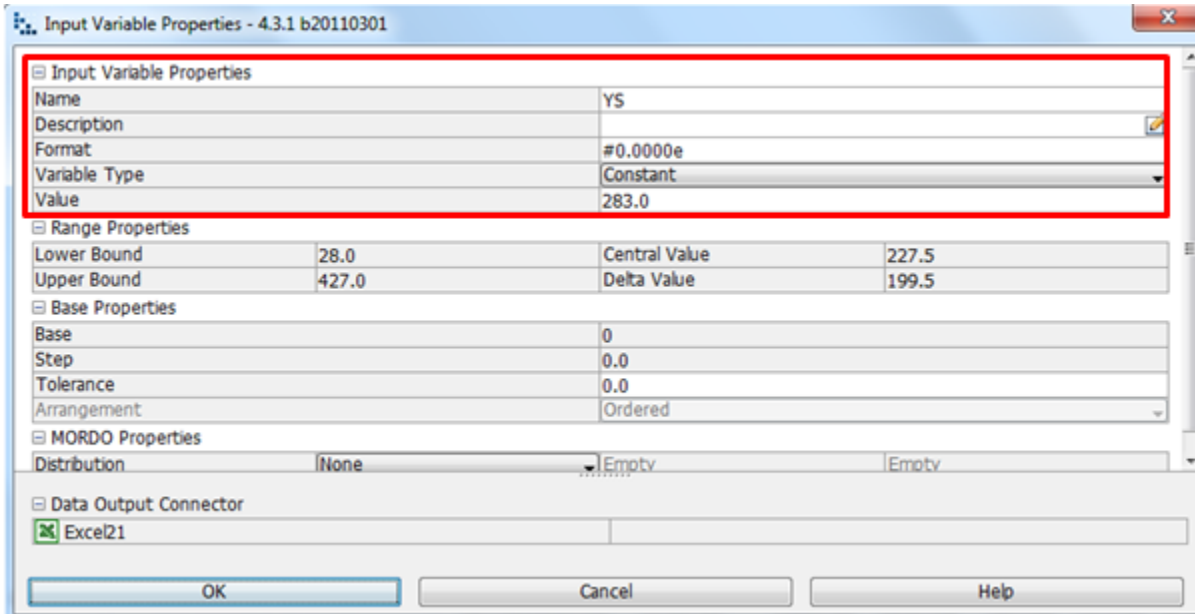 Input Variable Properties - 4.3.1 b20110301
Input Variable Properties
Name YS
Description
Format #0.0000e
Variable Type Constant
Value 283.0
Range Properties
Lower Bound 28.0 Central Value 227.5
Upper Bound 427.0 Delta Value 199.5
Base Properties
Base 0
Step 0.0
Tolerance 0.0
Arrangement Ordered
MORDO Properties
Distribution None Empty Empty
Data Output Connector
Excel21
OK Cancel Help